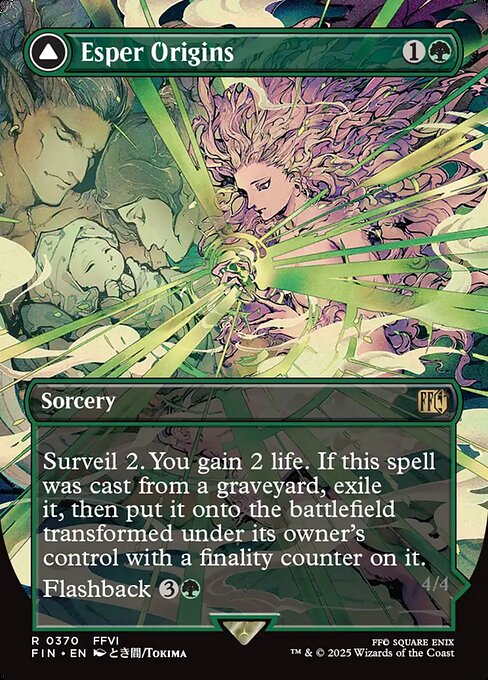 Esper Origins 1
Sorcery FF
Surveil 2. You gain 2 life. If this spell
was cast from a graveyard, exile
it, then put it onto the battlefield
transformed under its owner's
control with a finality counter on it.
Flashback 3
4/4
R 0370 FFVI
FIN • EN とき間/Tokima
FF© SQUARE ENIX
™ & © 2025 Wizards of the Coast